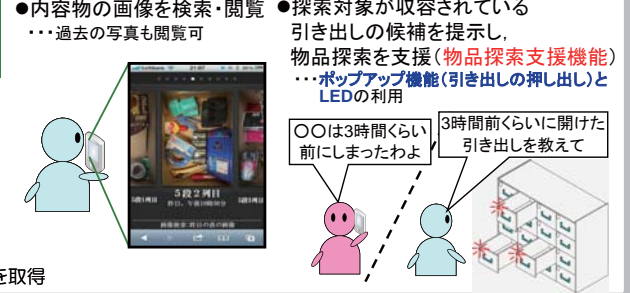 ●内容物の画像を検索・閲覧
・・・過去の写真も閲覧可
●探索対象が収容されている
引き出しの候補を提示し,
物品探索を支援(物品探索支援機能)
・・・ポップアップ機能(引き出しの押し出し)と
LEDの利用
〇〇は3時間くらい
前にしまったわよ
3時間前くらいに開けた
引き出しを教えて
SoftBank
21:07
5段2列目
を取得